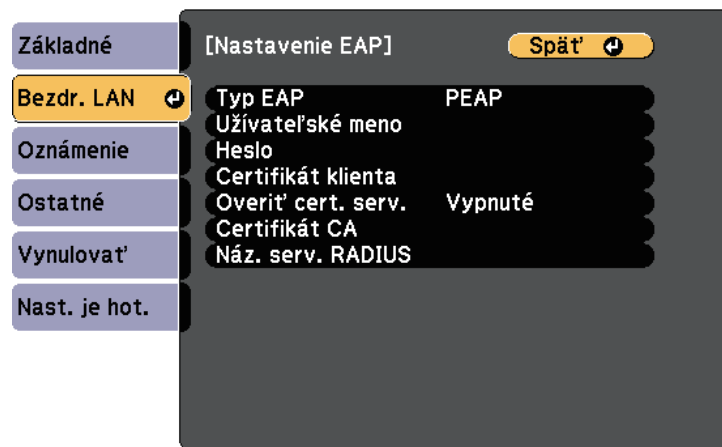 Základné
Bezdr. LAN
Oznámenie
Ostatné
Vynulovať
Nast. je hot.
[Nastavenie EAP] Späť
Typ EAP PEAP
Užívateľské meno
Heslo
Certifikát klienta
Overiť cert. serv. Vypnuté
Certifikát CA
Náz. serv. RADIUS